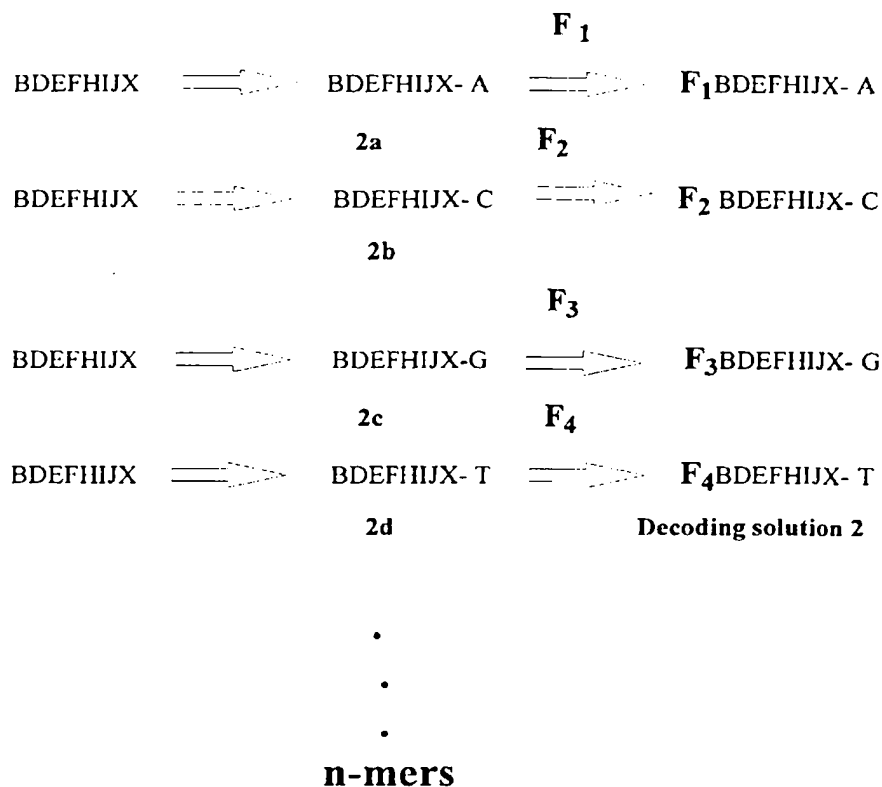 F1
BDEFHIJX BDEFHIJX- A F1BDEFHIJX- A
2a F2
BDEFHIJX BDEFHIJX- C F2 BDEFHIJX- C
2b
F3
BDEFHIJX BDEFHIJX-G F3BDEFHIJX- G
2c F4
BDEFHIJX BDEFHIJX- T F4BDEFHIJX- T
2d Decoding solution 2
n-mers